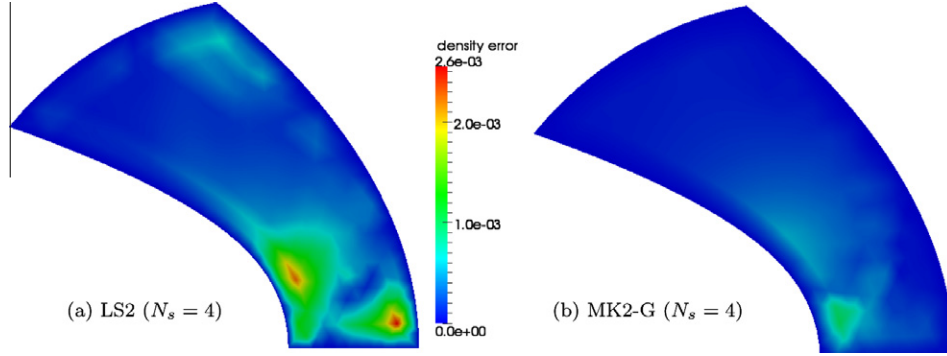 density error
2.6e-03
2.0e-03
1.0e-03
0.0e+00
(a) LS2 (Nₛ = 4)
(b) MK2-G (Nₛ = 4)